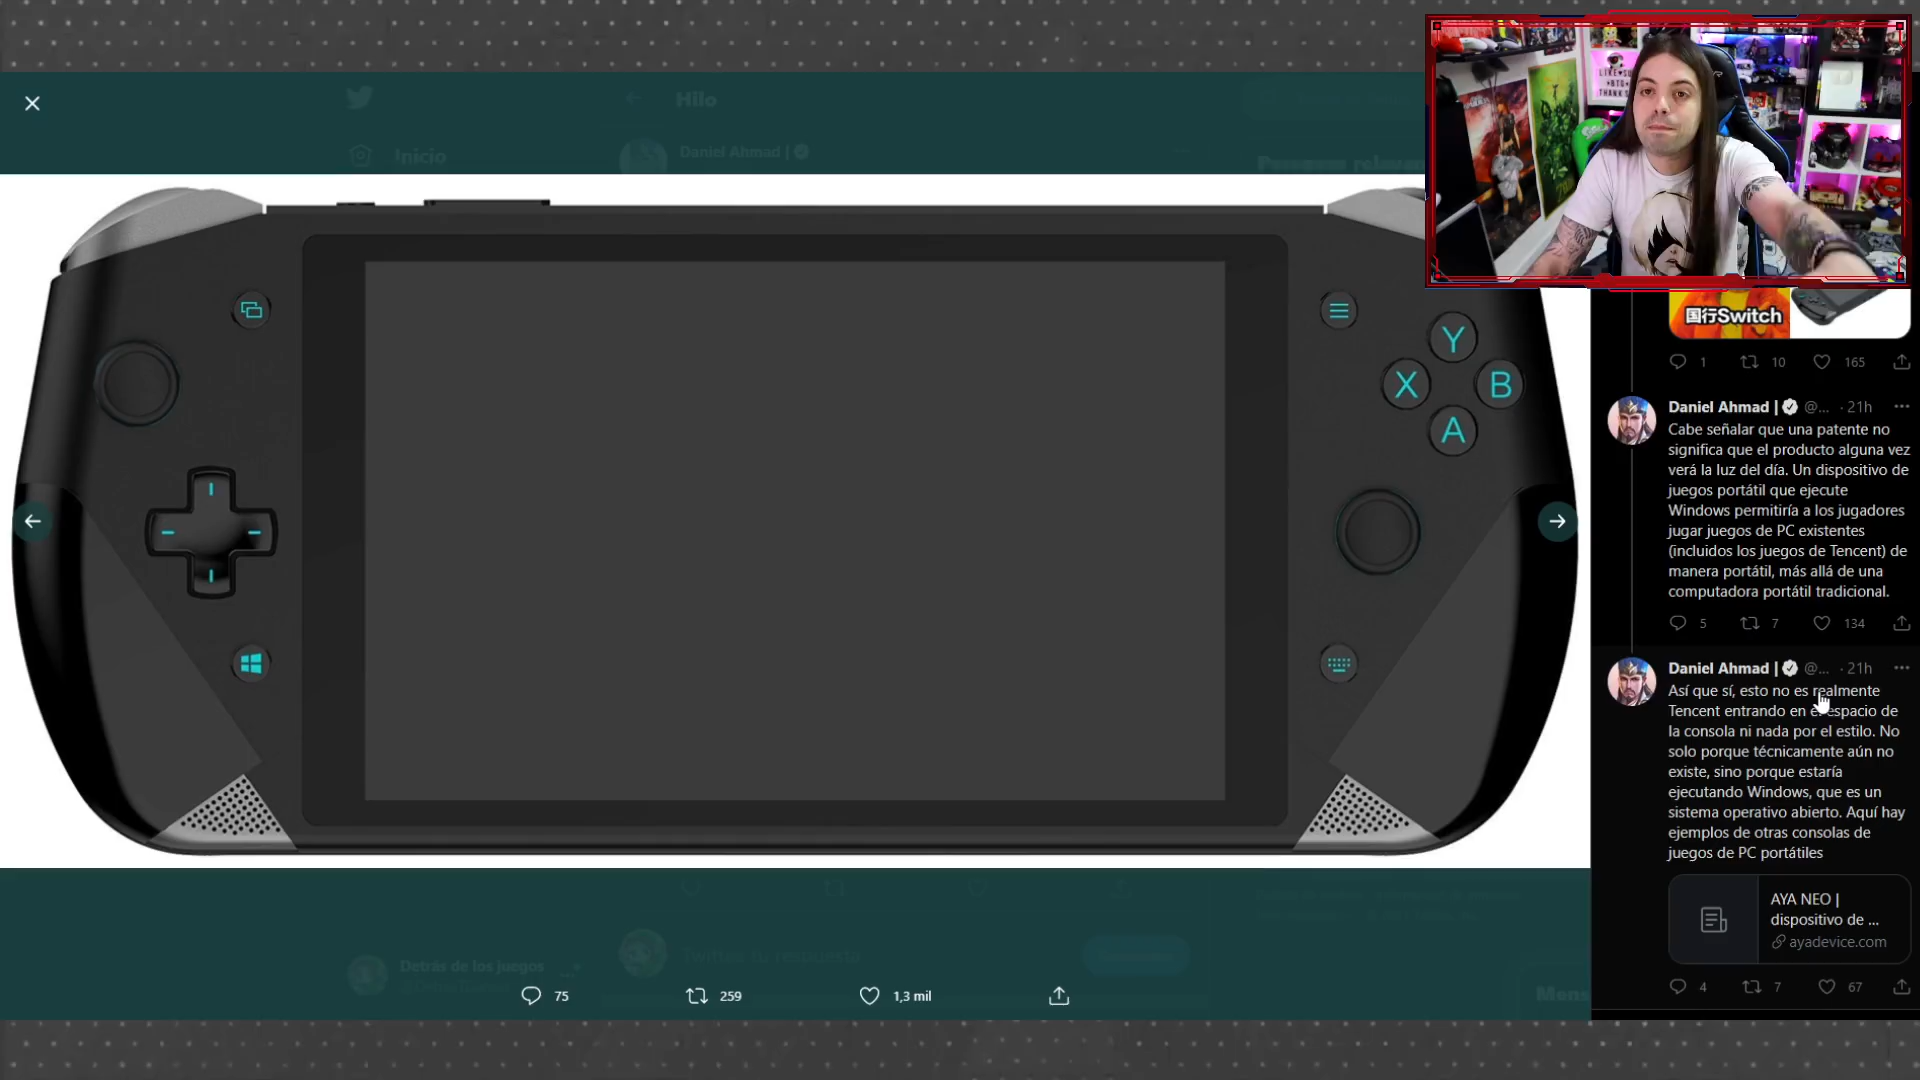 Hilo
Daniel Ahmad |
Inicio
Y
X
B
A
国行Switch
1 10 165
Daniel Ahmad | @... · 21h
Cabe señalar que una patente no
significa que el producto alguna vez
verá la luz del día. Un dispositivo de
juegos portátil que ejecute
Windows permitiría a los jugadores
jugar juegos de PC existentes
(incluidos los juegos de Tencent) de
manera portátil, más allá de una
computadora portátil tradicional.
5 7 134
Daniel Ahmad | @... · 21h
Así que sí, esto no es realmente
Tencent entrando en el espacio de
la consola ni nada por el estilo. No
solo porque técnicamente aún no
existe, sino porque estaría
ejecutando Windows, que es un
sistema operativo abierto. Aquí hay
ejemplos de otras consolas de
juegos de PC portátiles
AYA NEO |
dispositivo de ...
ayadevice.com
4 7 67
Detrás de los juegos
Twittea tu respuesta
75 259 1,3 mil